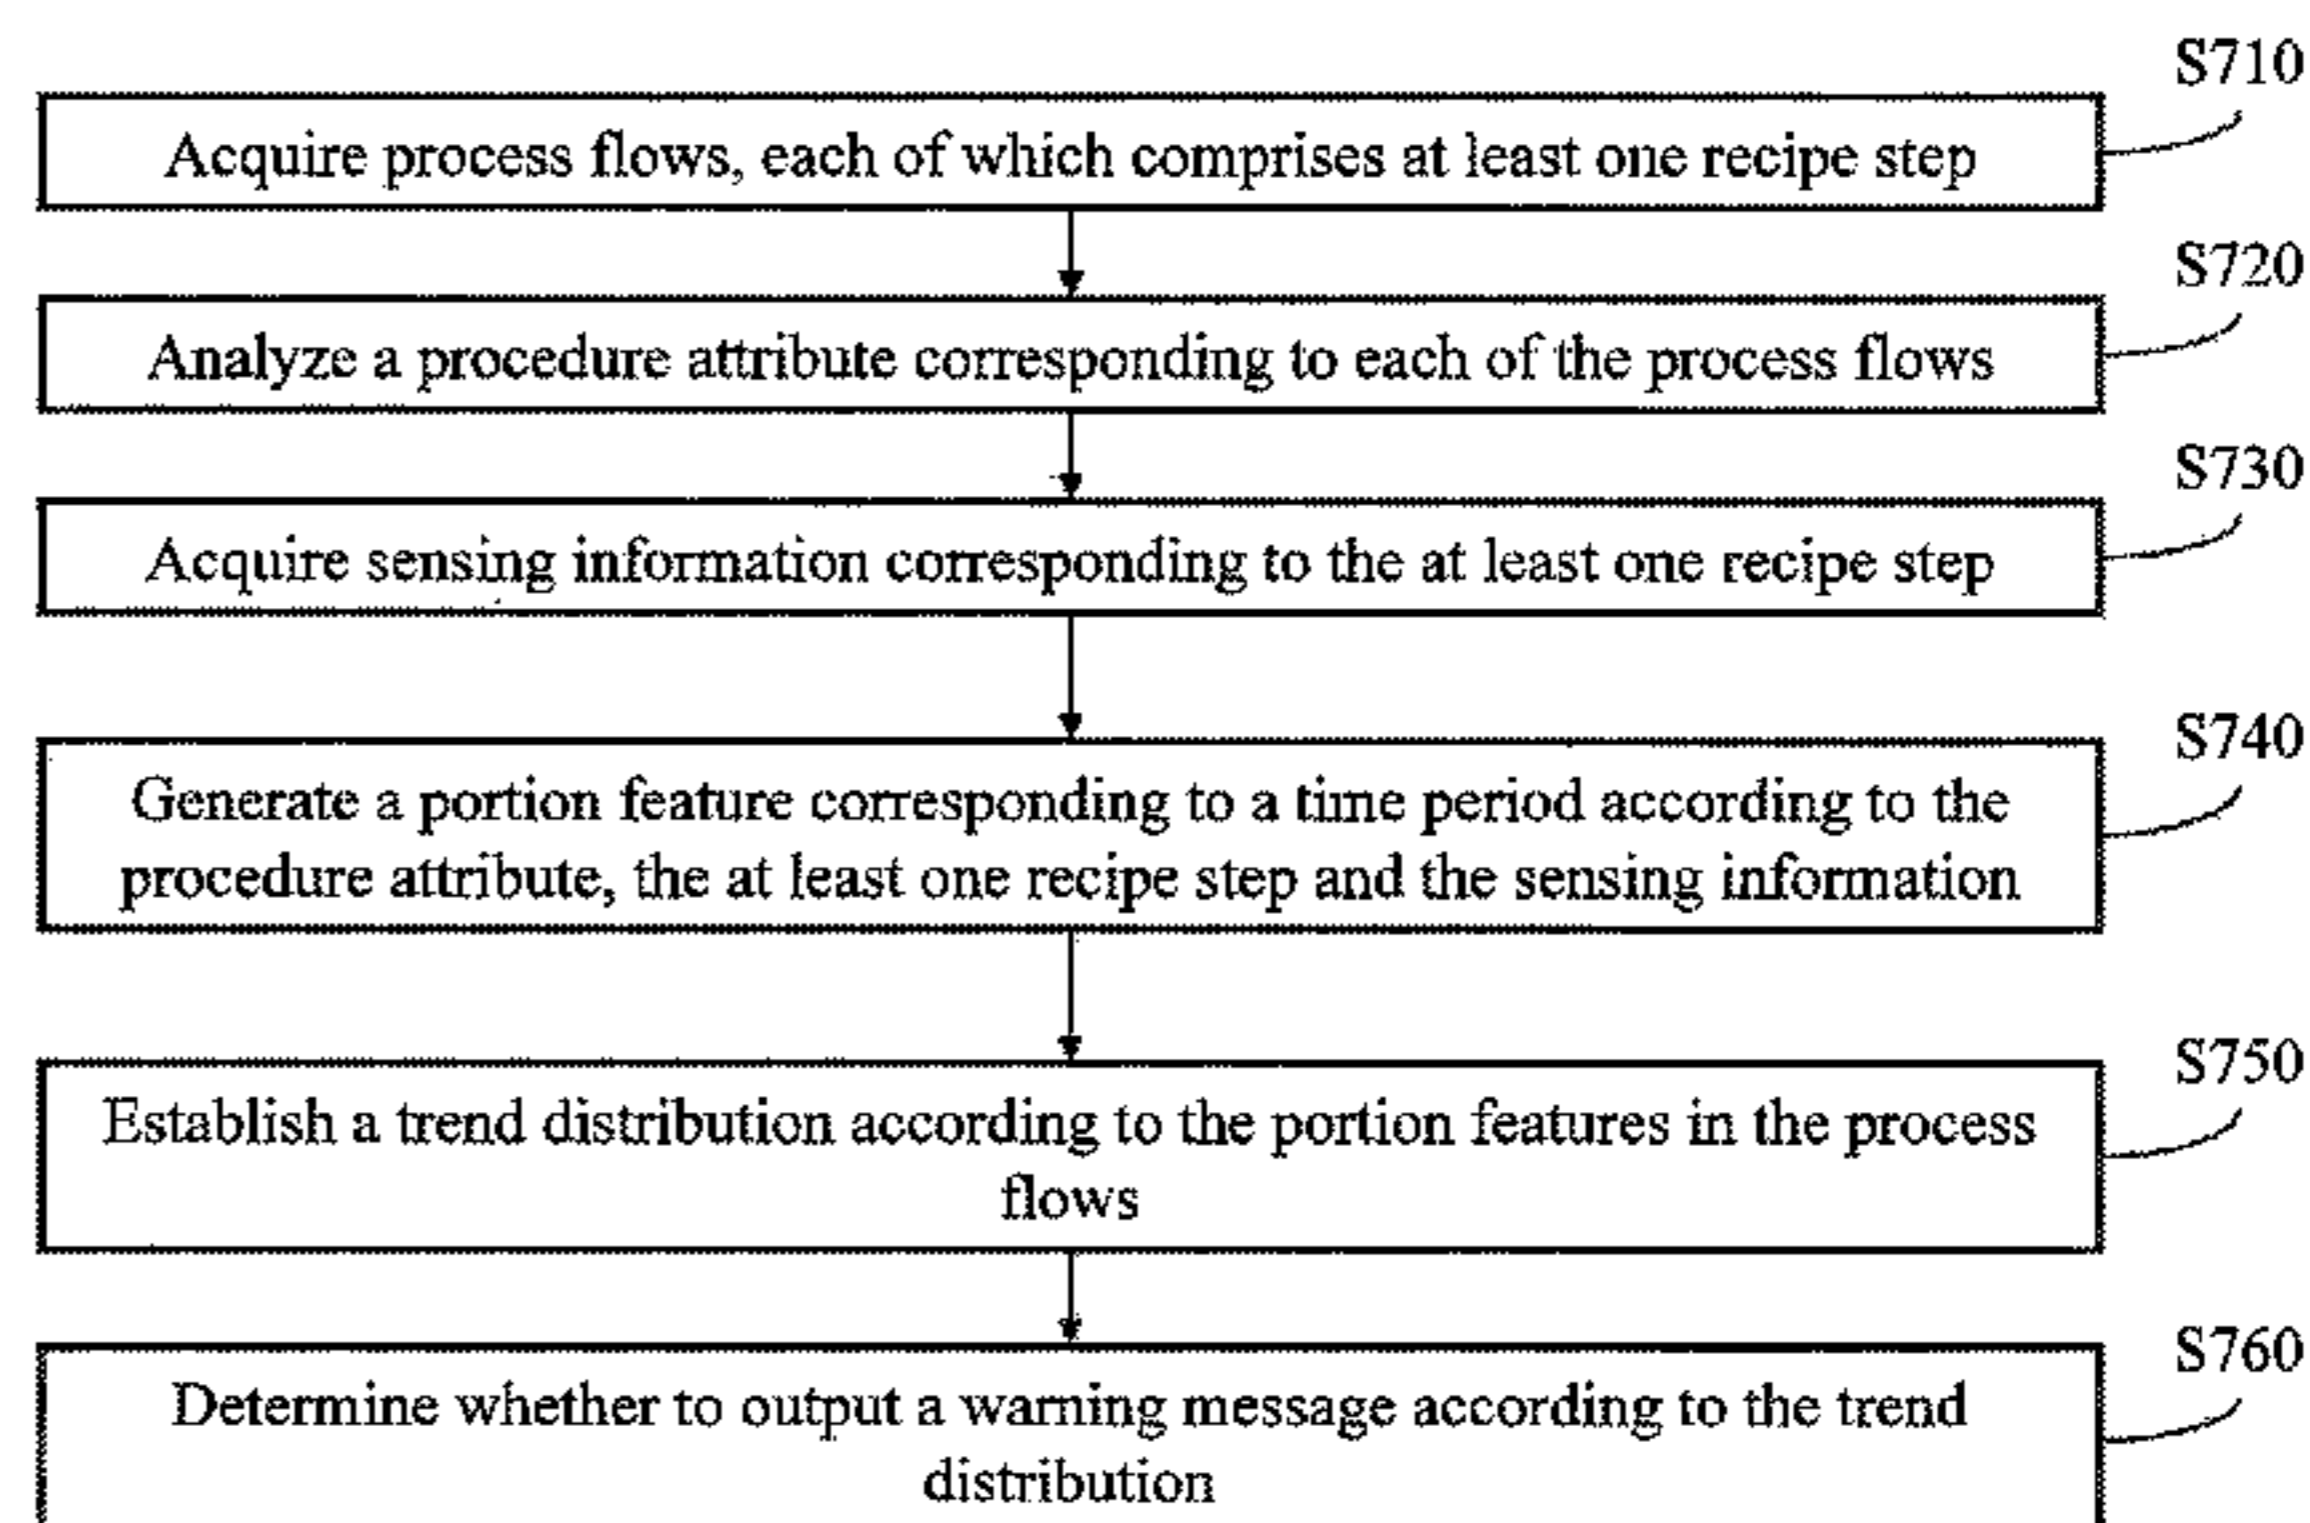 S710
Acquire process flows, each of which comprises at least one recipe step
S720
Analyze a procedure attribute corresponding to each of the process flows
S730
Acquire sensing information corresponding to the at least one recipe step
S740
Generate a portion feature corresponding to a time period according to the
procedure attribute, the at least one recipe step and the sensing information
S750
Establish a trend distribution according to the portion features in the process
flows
S760
Determine whether to output a warning message according to the trend
distribution